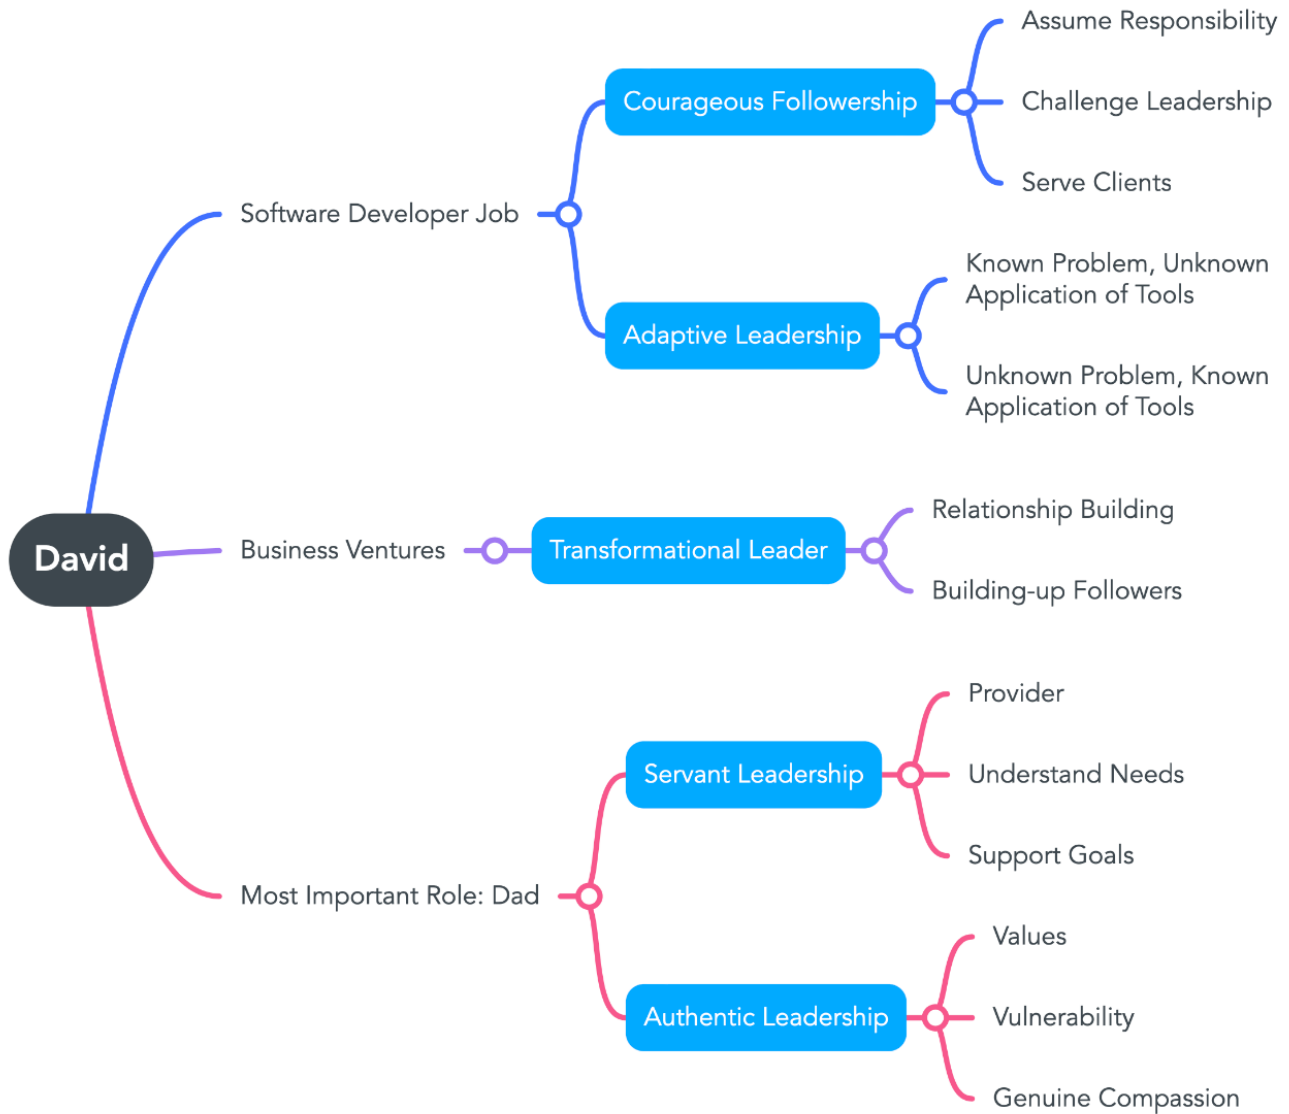 David
Software Developer Job
Courageous Followership
Assume Responsibility
Challenge Leadership
Serve Clients
Adaptive Leadership
Known Problem, Unknown
Application of Tools
Unknown Problem, Known
Application of Tools
Business Ventures
Transformational Leader
Relationship Building
Building-up Followers
Most Important Role: Dad
Servant Leadership
Provider
Understand Needs
Support Goals
Authentic Leadership
Values
Vulnerability
Genuine Compassion